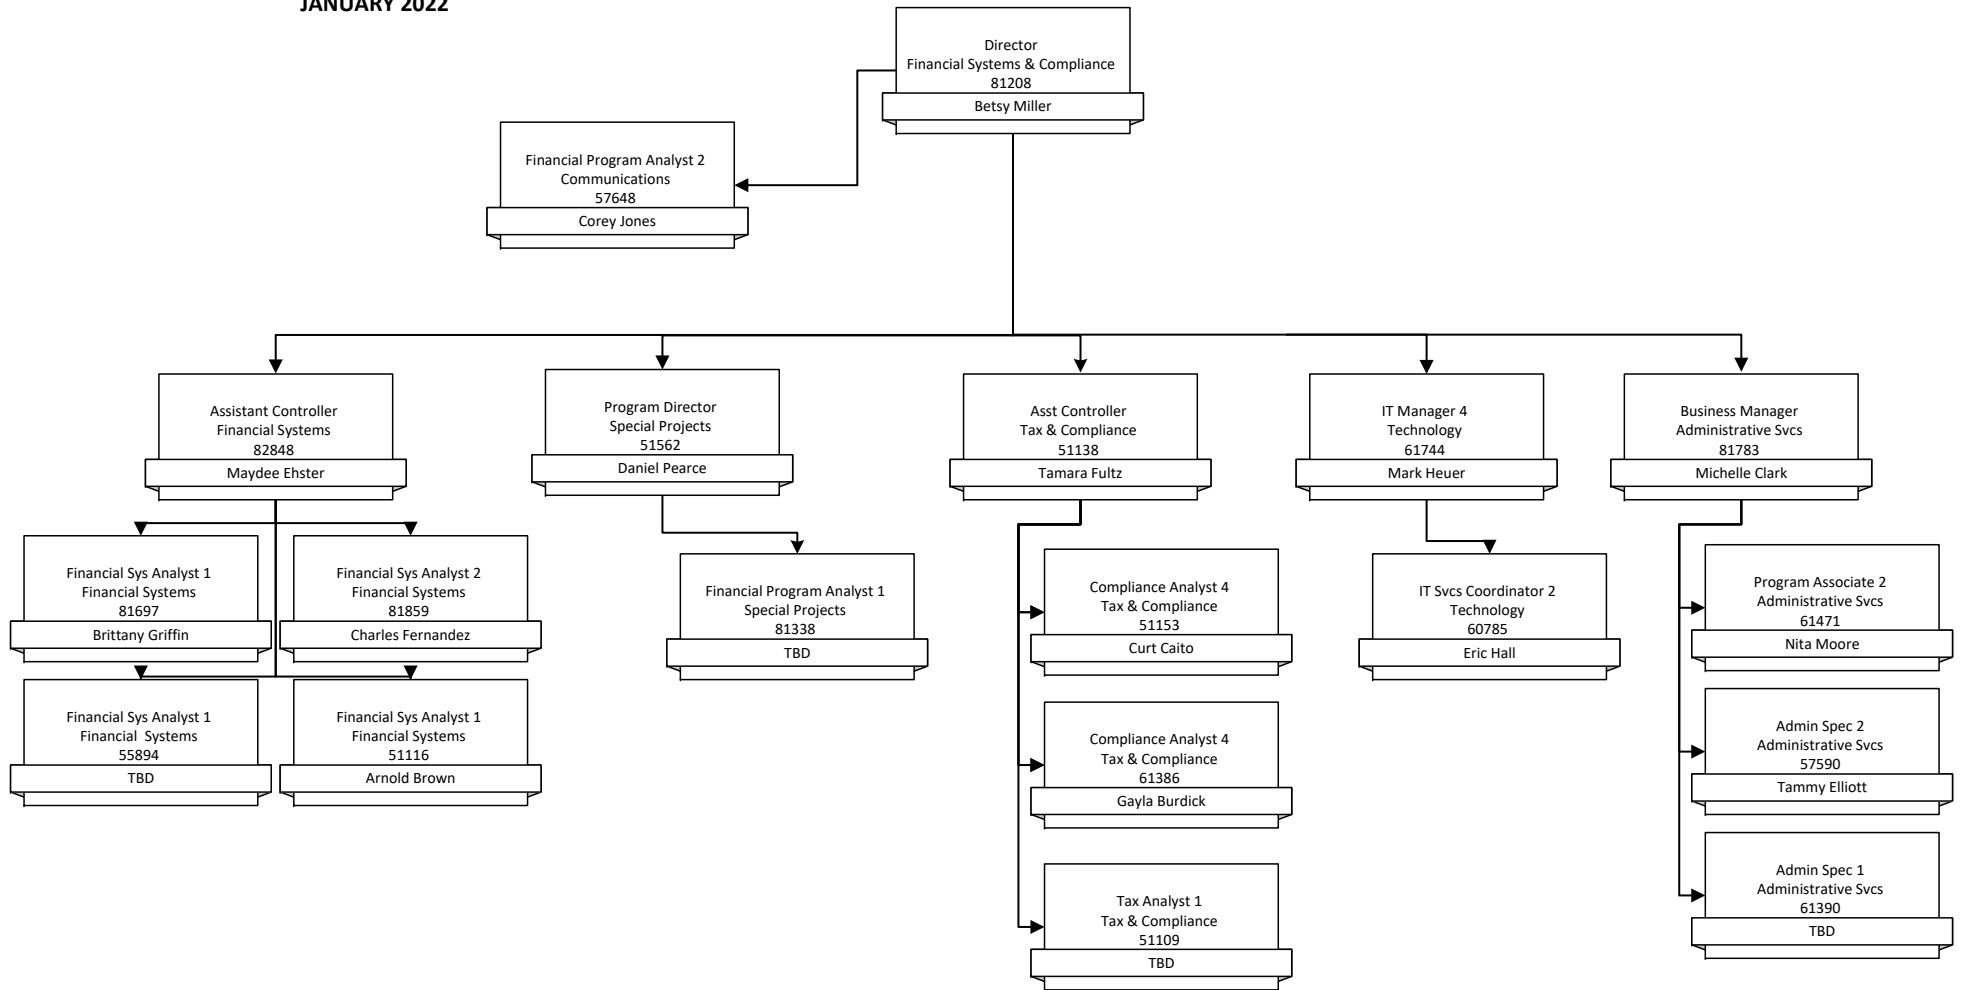 JANUARY 2022
Director
Financial Systems & Compliance
81208
Betsy Miller
Financial Program Analyst 2
Communications
57648
Corey Jones
Assistant Controller
Financial Systems
82848
Maydee Ehster
Program Director
Special Projects
51562
Daniel Pearce
Asst Controller
Tax & Compliance
51138
Tamara Fultz
IT Manager 4
Technology
61744
Mark Heuer
Business Manager
Administrative Svcs
81783
Michelle Clark
Financial Sys Analyst 1
Financial Systems
81697
Brittany Griffin
Financial Sys Analyst 2
Financial Systems
81859
Charles Fernandez
Financial Program Analyst 1
Special Projects
81338
TBD
Compliance Analyst 4
Tax & Compliance
51153
Curt Caito
IT Svcs Coordinator 2
Technology
60785
Eric Hall
Program Associate 2
Administrative Svcs
61471
Nita Moore
Financial Sys Analyst 1
Financial  Systems
55894
TBD
Financial Sys Analyst 1
Financial Systems
51116
Arnold Brown
Compliance Analyst 4
Tax & Compliance
61386
Gayla Burdick
Admin Spec 2
Administrative Svcs
57590
Tammy Elliott
Tax Analyst 1
Tax & Compliance
51109
TBD
Admin Spec 1
Administrative Svcs
61390
TBD